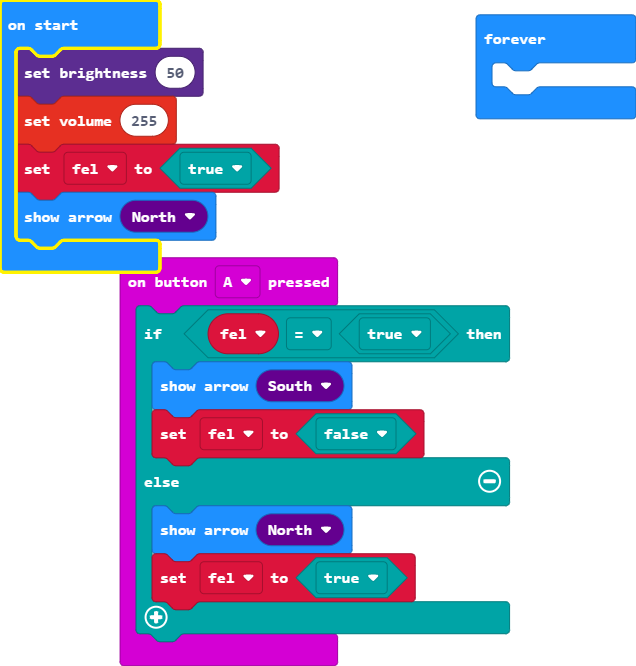 on start
set brightness 50
set volume 255
set fel to true
show arrow North
forever
on button A pressed
if fel = true then
show arrow South
set fel to false
else
show arrow North
set fel to true